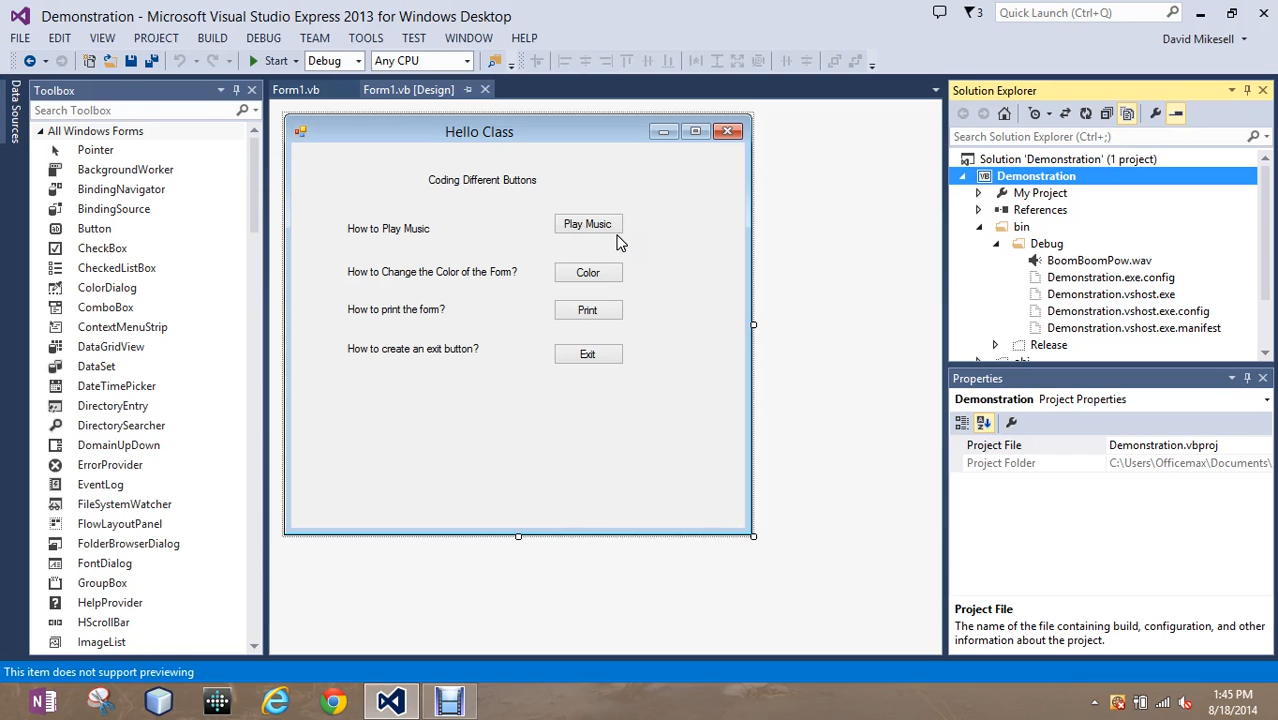 Demonstration - Microsoft Visual Studio Express 2013 for Windows Desktop
3
Quick Launch (Ctrl+Q)
FILE EDIT VIEW PROJECT BUILD DEBUG TEAM TOOLS TEST WINDOW HELP
David Mikesell
Start Debug Any CPU
Data Sources
Toolbox
Search Toolbox
All Windows Forms
Pointer
BackgroundWorker
BindingNavigator
BindingSource
Button
CheckBox
CheckedListBox
ColorDialog
ComboBox
ContextMenuStrip
DataGridView
DataSet
DateTimePicker
DirectoryEntry
DirectorySearcher
DomainUpDown
ErrorProvider
EventLog
FileSystemWatcher
FlowLayoutPanel
FolderBrowserDialog
FontDialog
GroupBox
HelpProvider
HScrollBar
ImageList
Form1.vb Form1.vb [Design]
Hello Class
Coding Different Buttons
How to Play Music Play Music
How to Change the Color of the Form? Color
How to print the form? Print
How to create an exit button? Exit
Solution Explorer
Search Solution Explorer (Ctrl+;)
Solution 'Demonstration' (1 project)
VB Demonstration
My Project
References
bin
Debug
BoomBoomPow.wav
Demonstration.exe.config
Demonstration.vshost.exe
Demonstration.vshost.exe.config
Demonstration.vshost.exe.manifest
Release
Properties
Demonstration Project Properties
Project File Demonstration.vbproj
Project Folder C:\Users\Officemax\Documents\
Project File
The name of the file containing build, configuration, and other
information about the project.
This item does not support previewing
1:45 PM
8/18/2014